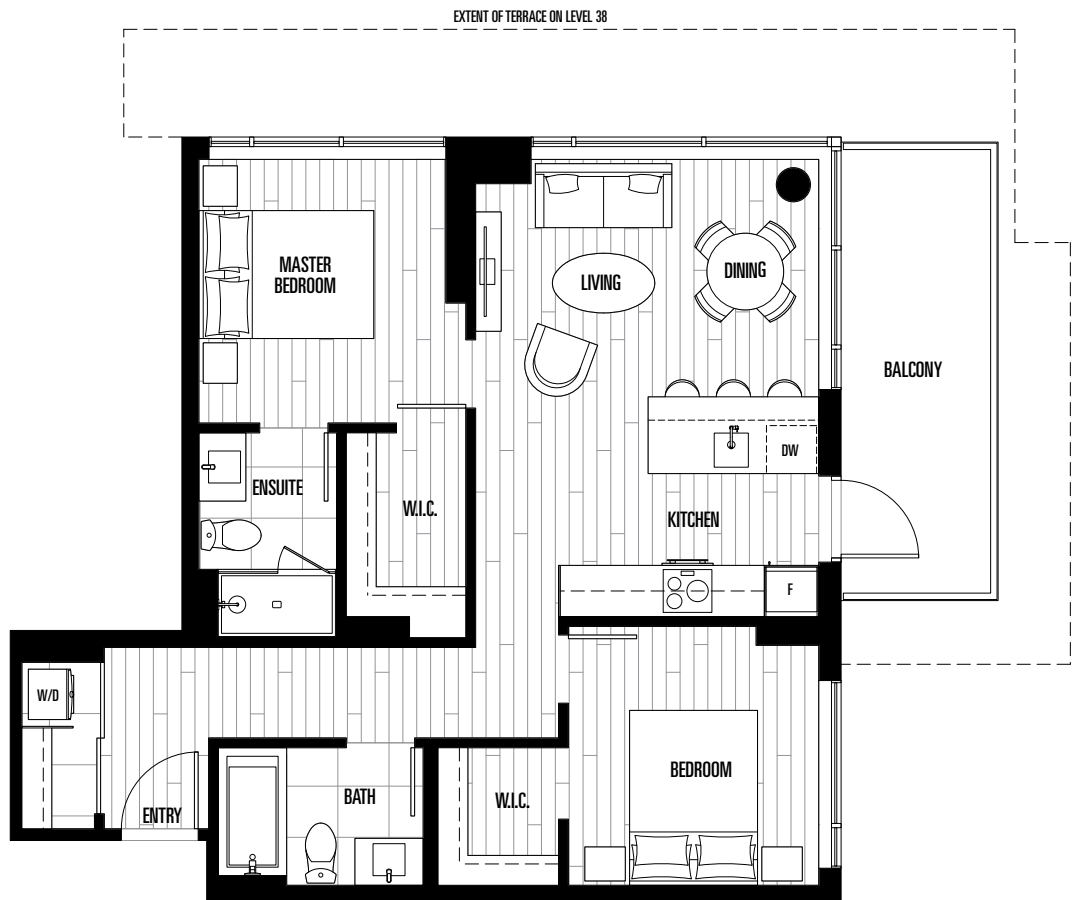 EXTENT OF TERRACE ON LEVEL 38
MASTER
BEDROOM
LIVING
DINING
BALCONY
DW
ENSUITE
W.I.C.
KITCHEN
F
W/D
BEDROOM
BATH
W.I.C.
ENTRY